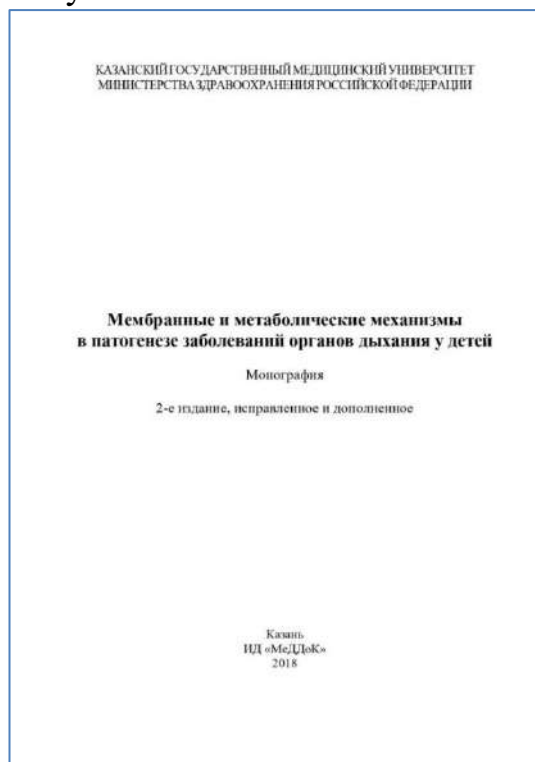 КАЗАНСКИЙ ГОСУДАРСТВЕННЫЙ МЕДИЦИНСКИЙ УНИВЕРСИТЕТ
МИНИСТЕРСТВА ЗДРАВООХРАНЕНИЯ РОССИЙСКОЙ ФЕДЕРАЦИИ
Мембранные и метаболические механизмы
в патогенезе заболеваний органов дыхания у детей
Монография
2-е издание, исправленное и дополненное
Казань
ИД «МеДДоК»
2018